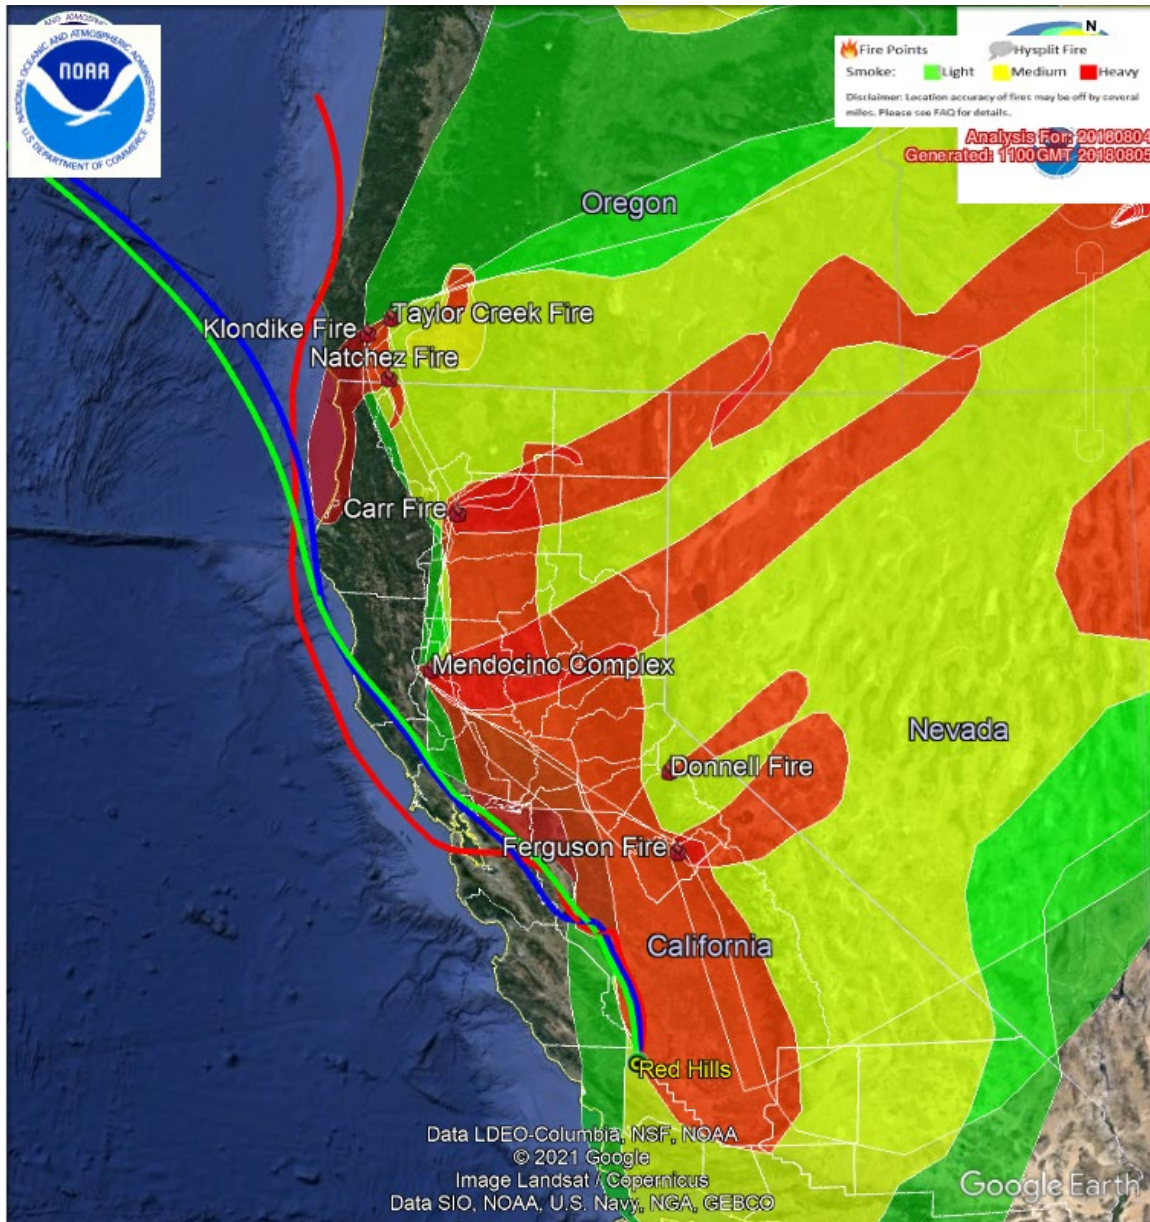 NATIONAL OCEANIC AND ATMOSPHERIC ADMINISTRATION
NOAA
U.S. DEPARTMENT OF COMMERCE
N
Fire Points Hysplit Fire
Smoke: Light Medium Heavy
Disclaimer: Location accuracy of fires may be off by several
miles. Please see FAQ for details.
Analysis For: 20180804
Generated: 1100GMT 20180805
Oregon
Taylor Creek Fire
Klondike Fire
Natchez Fire
Carr Fire
Mendocino Complex
Nevada
Donnell Fire
Ferguson Fire
California
Red Hills
Data LDEO-Columbia, NSF, NOAA
© 2021 Google
Image Landsat / Copernicus
Data SIO, NOAA, U.S. Navy, NGA, GEBCO
Google Earth